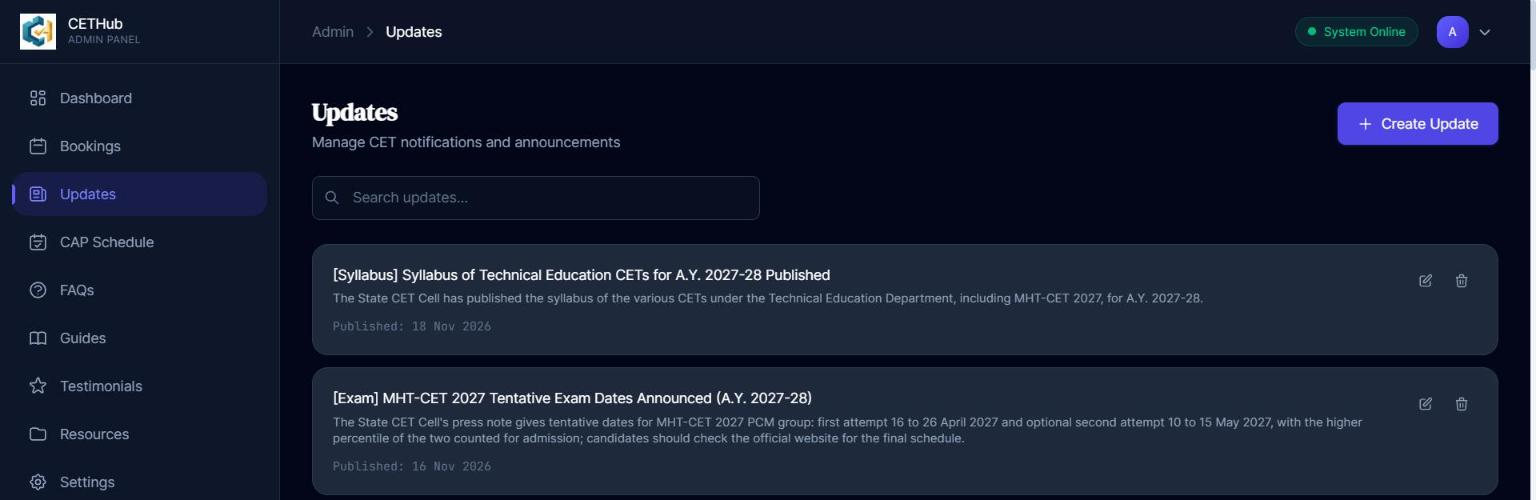 CETHub
ADMIN PANEL
Admin > Updates
System Online
A
Dashboard
Bookings
Updates
CAP Schedule
FAQs
Guides
Testimonials
Resources
Settings
Updates
Manage CET notifications and announcements
+ Create Update
Search updates...
[Syllabus] Syllabus of Technical Education CETs for A.Y. 2027-28 Published
The State CET Cell has published the syllabus of the various CETs under the Technical Education Department, including MHT-CET 2027, for A.Y. 2027-28.
Published: 18 Nov 2026
[Exam] MHT-CET 2027 Tentative Exam Dates Announced (A.Y. 2027-28)
The State CET Cell's press note gives tentative dates for MHT-CET 2027 PCM group: first attempt 16 to 26 April 2027 and optional second attempt 10 to 15 May 2027, with the higher
percentile of the two counted for admission; candidates should check the official website for the final schedule.
Published: 16 Nov 2026